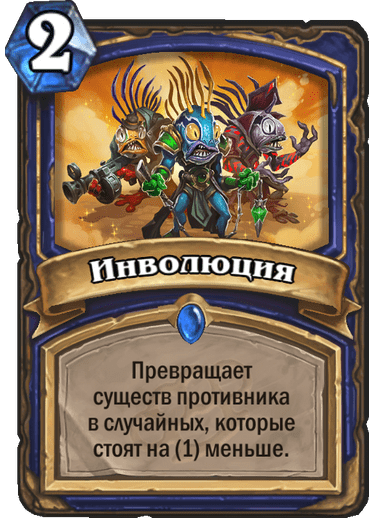 2
Инволюция
Превращает
существ противника
в случайных, которые
стоят на (1) меньше.